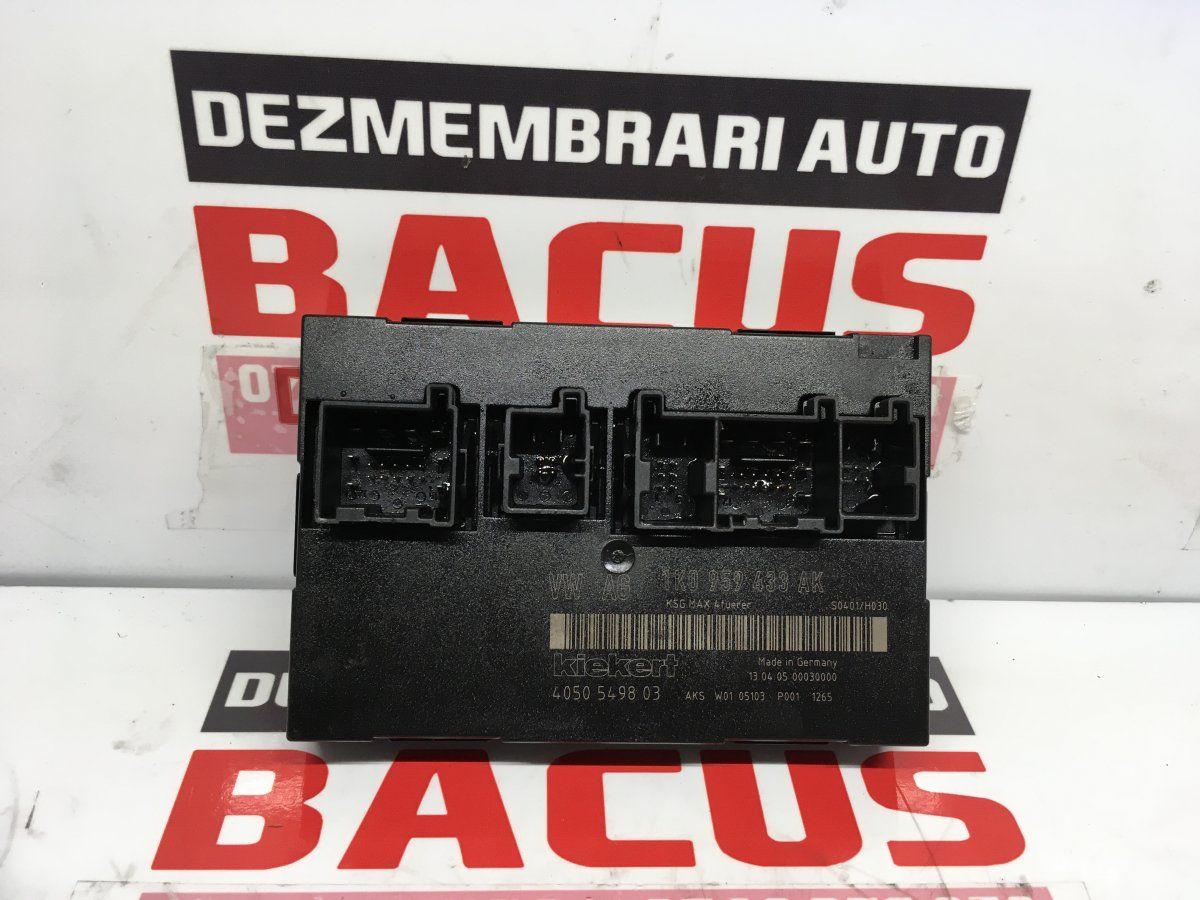 DEZMEMBRARI AUTO
BACUS
VW AG 1K0 959 433 AK
KSG MAX 4fuerer S0401/H030
kiekert Made in Germany
13 04 05 00030000
4050 5498 03 AKS W01 05103 P001 1265
BACUS